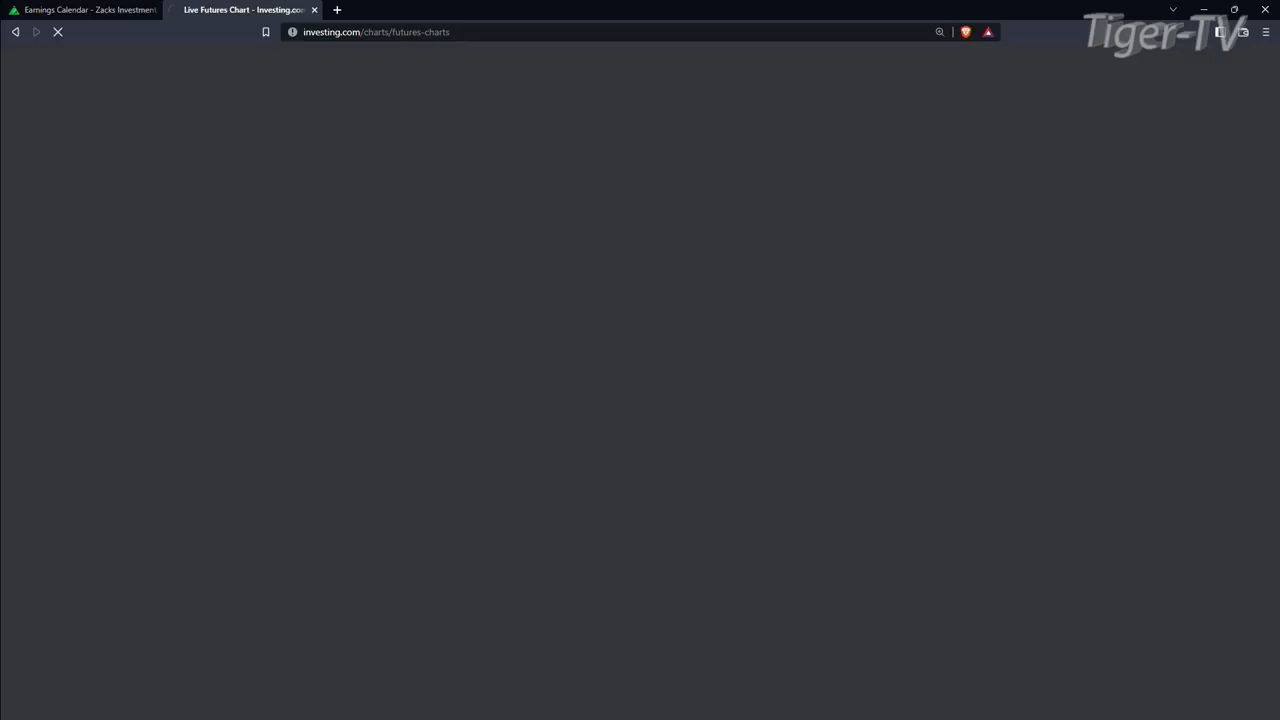 Earnings Calendar - Zacks Investment
Live Futures Chart - Investing.com
investing.com/charts/futures-charts
Tiger-TV